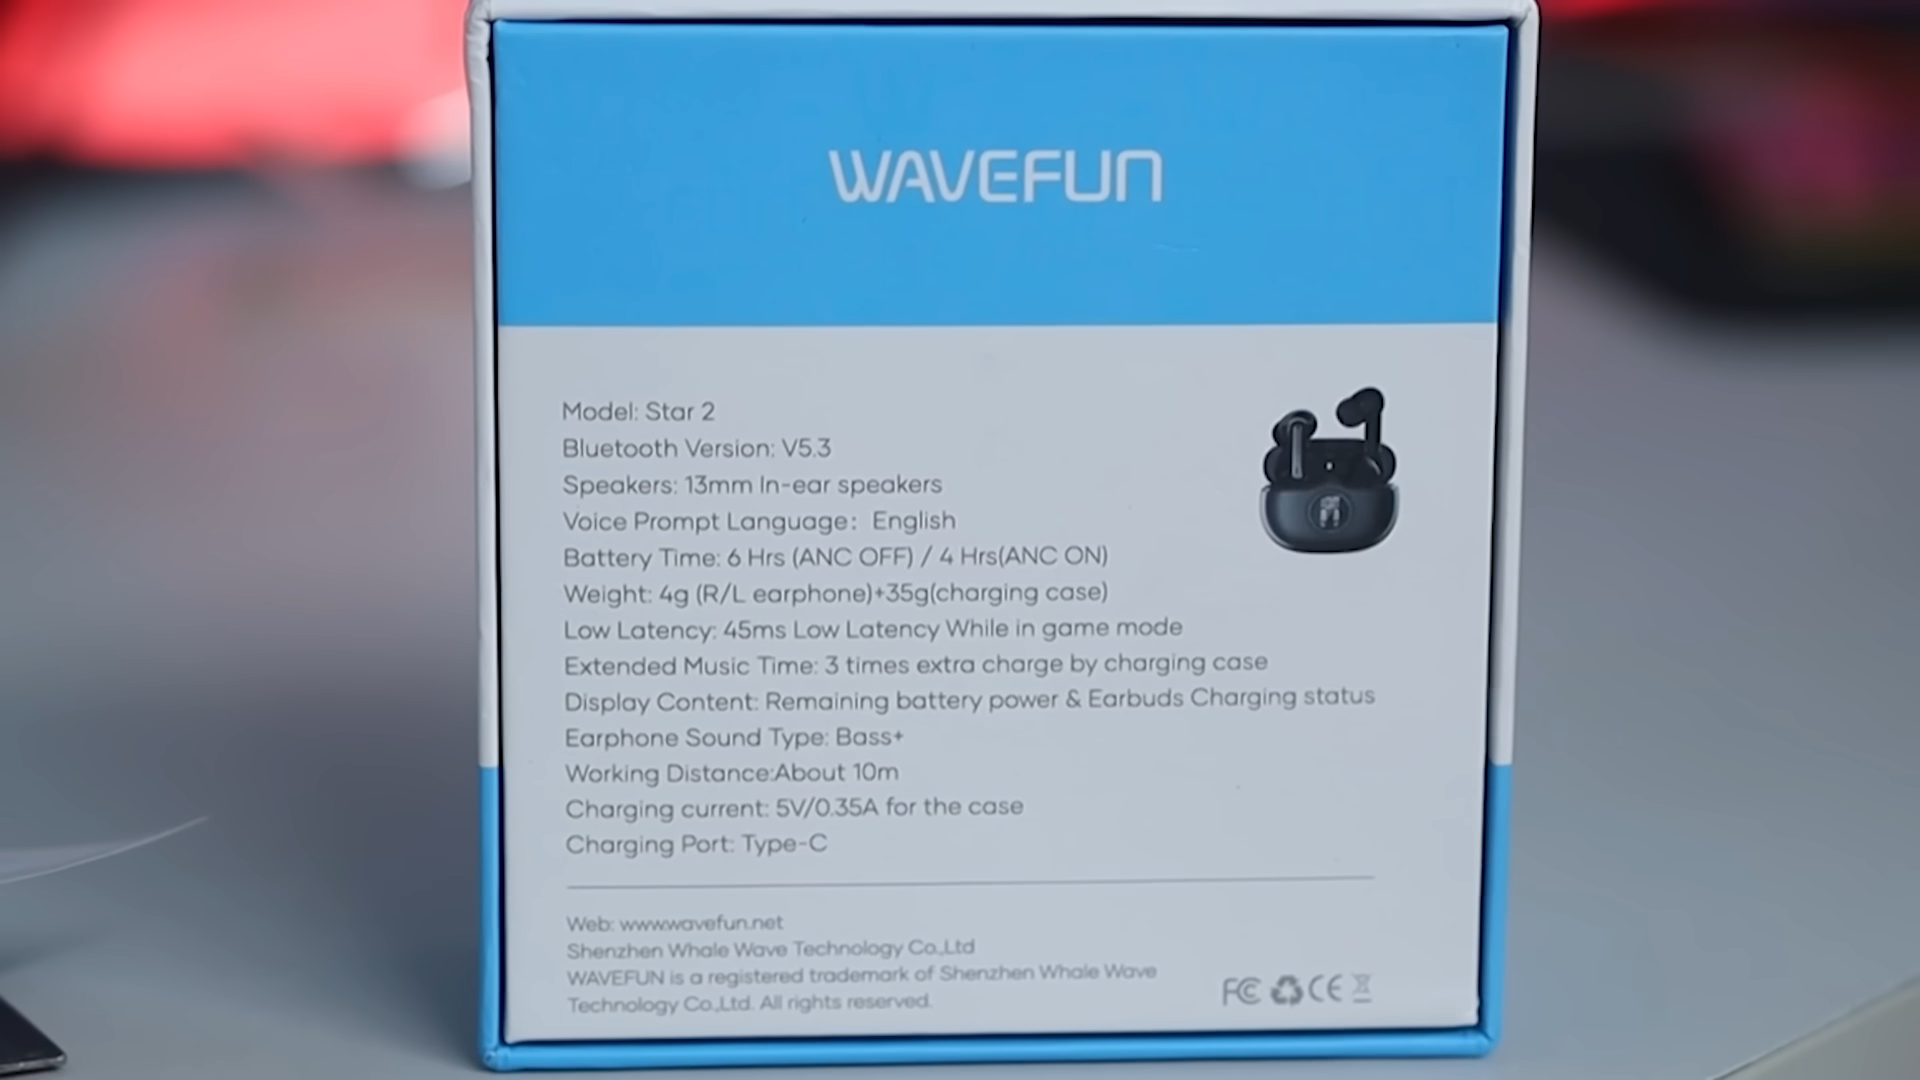 WAVEFUN
Model: Star 2
Bluetooth Version: V5.3
Speakers: 13mm In-ear speakers
Voice Prompt Language: English
Battery Time: 6 Hrs (ANC OFF) / 4 Hrs(ANC ON)
Weight: 4g (R/L earphone)+35g(charging case)
Low Latency: 45ms Low Latency While in game mode
Extended Music Time: 3 times extra charge by charging case
Display Content: Remaining battery power & Earbuds Charging status
Earphone Sound Type: Bass+
Working Distance:About 10m
Charging current: 5V/0.35A for the case
Charging Port: Type-C
Web: www.wavefun.net
Shenzhen Whale Wave Technology Co.,Ltd
WAVEFUN is a registered trademark of Shenzhen Whale Wave
Technology Co.,Ltd. All rights reserved.
FC CE